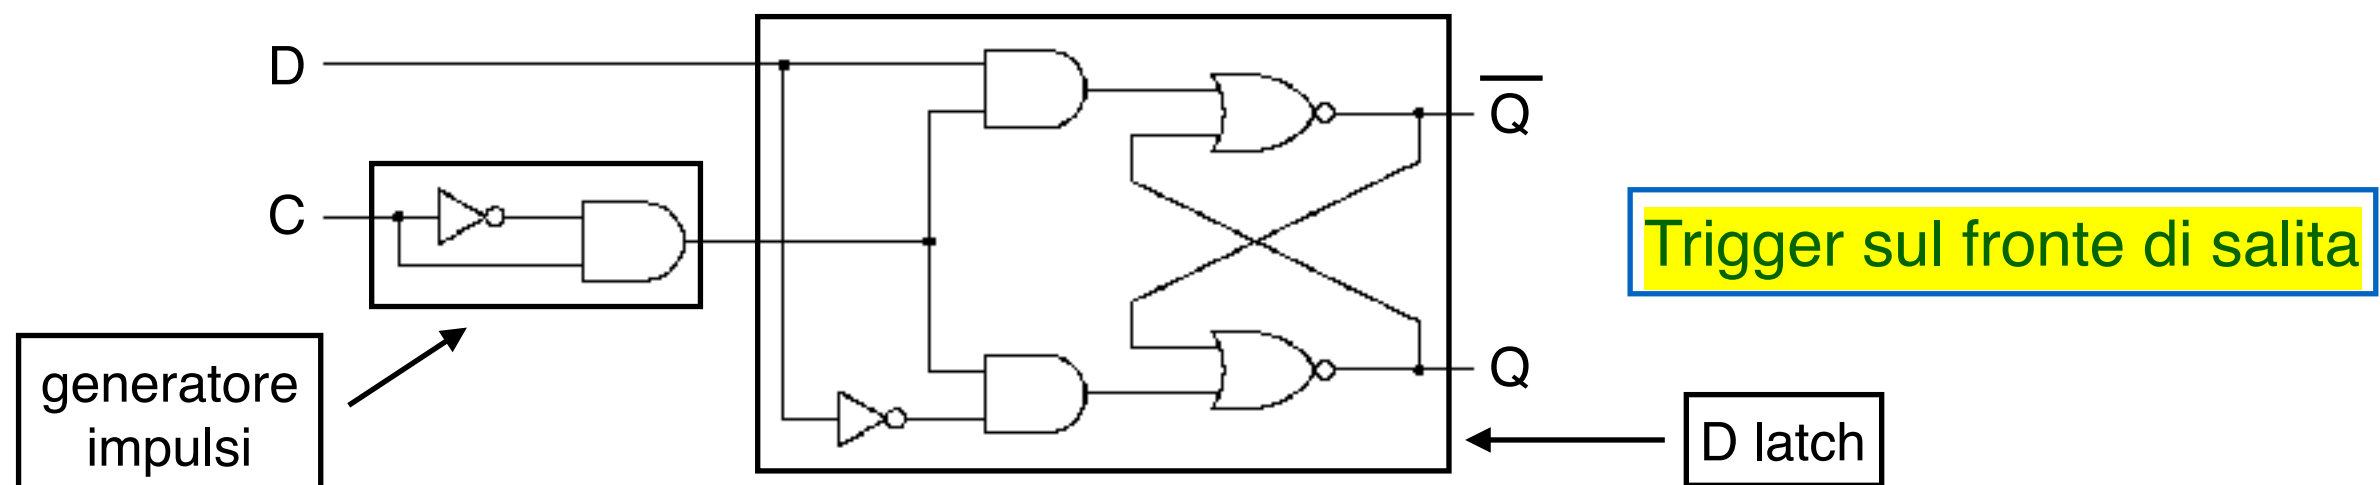 D
C
generatore
impulsi
Q
Q
Trigger sul fronte di salita
D latch